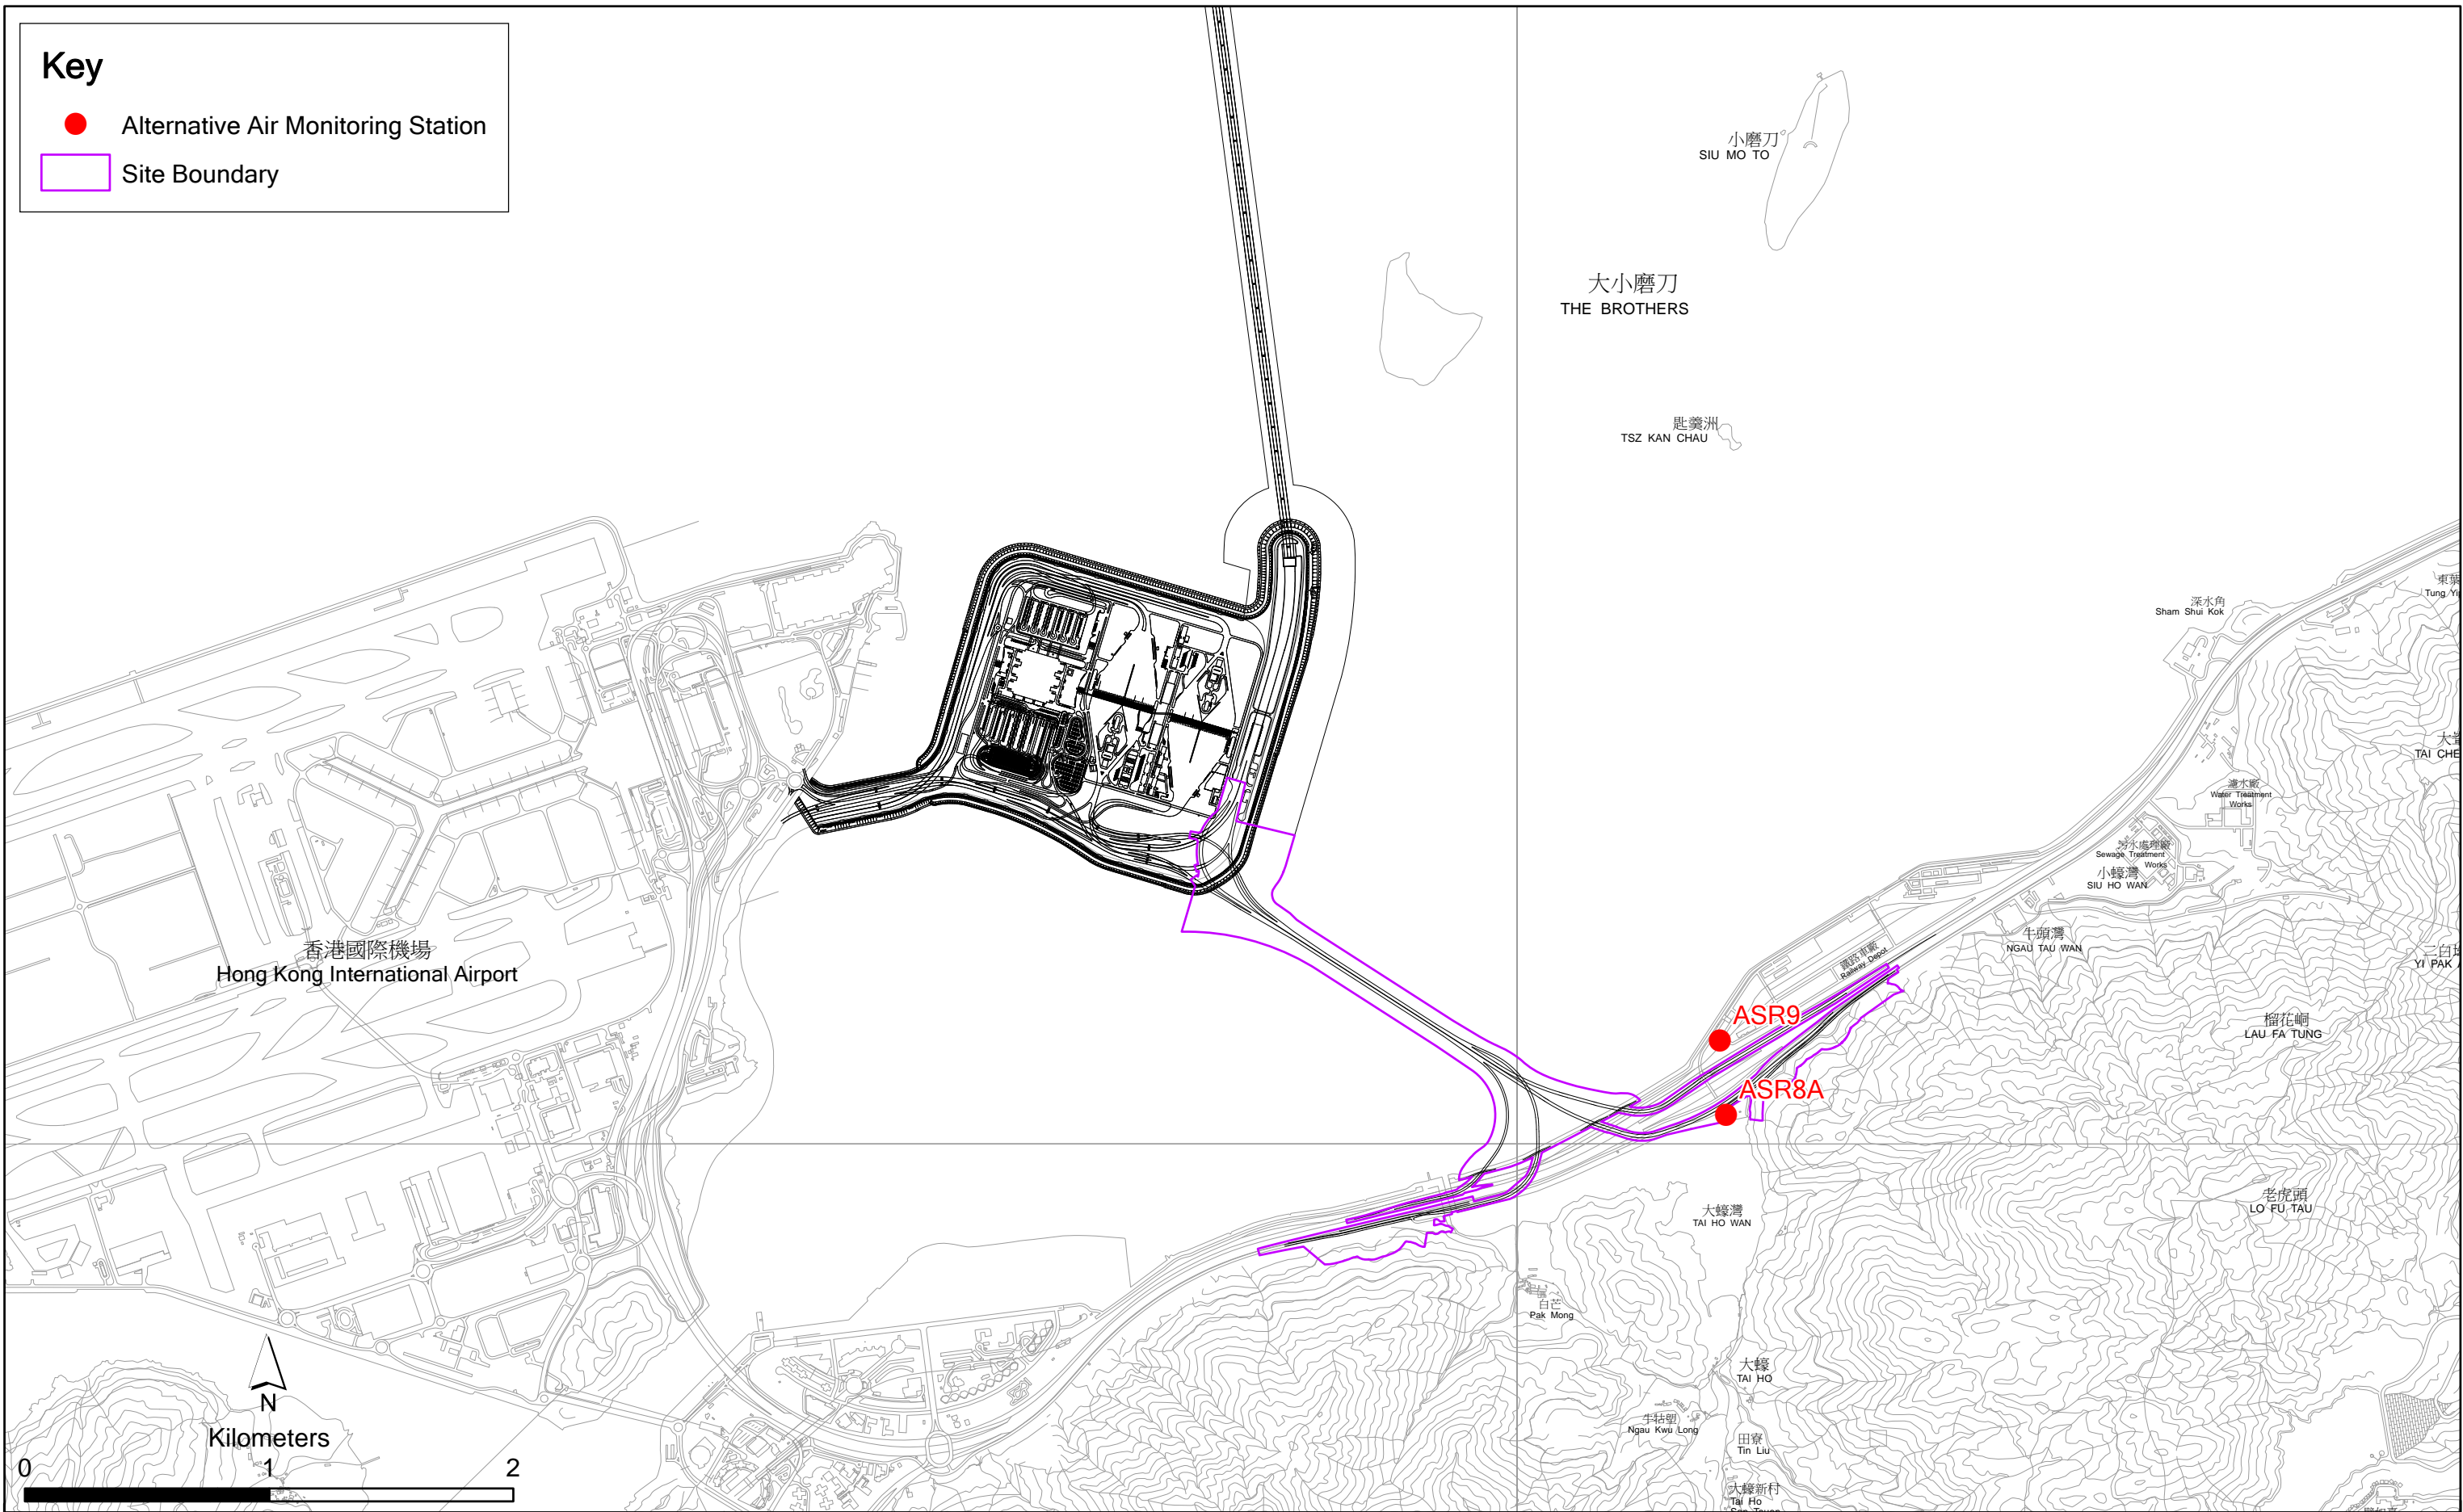 Key
Alternative Air Monitoring Station
Site Boundary
小磨刀
SIU MO TO
大小磨刀
THE BROTHERS
匙羹洲
TSZ KAN CHAU
深水角
Sham Shui Kok
TAI CHE
濾水廠
Water Treatment
Works
污水處理廠
Sewage Treatment
Works
小蠔灣
SIU HO WAN
牛頭灣
NGAU TAU WAN
鐵路車廠
Railway Depot
YI PAK
香港國際機場
Hong Kong International Airport
ASR9
榴花峒
LAU FA TUNG
ASR8A
老虎頭
LO FU TAU
大蠔灣
TAI HO WAN
白芒
Pak Mong
大蠔
TAI HO
牛牯塱
Ngau Kwu Long
田寮
Tin Liu
大蠔新村
Tai Ho
N
Kilometers
0 1 2